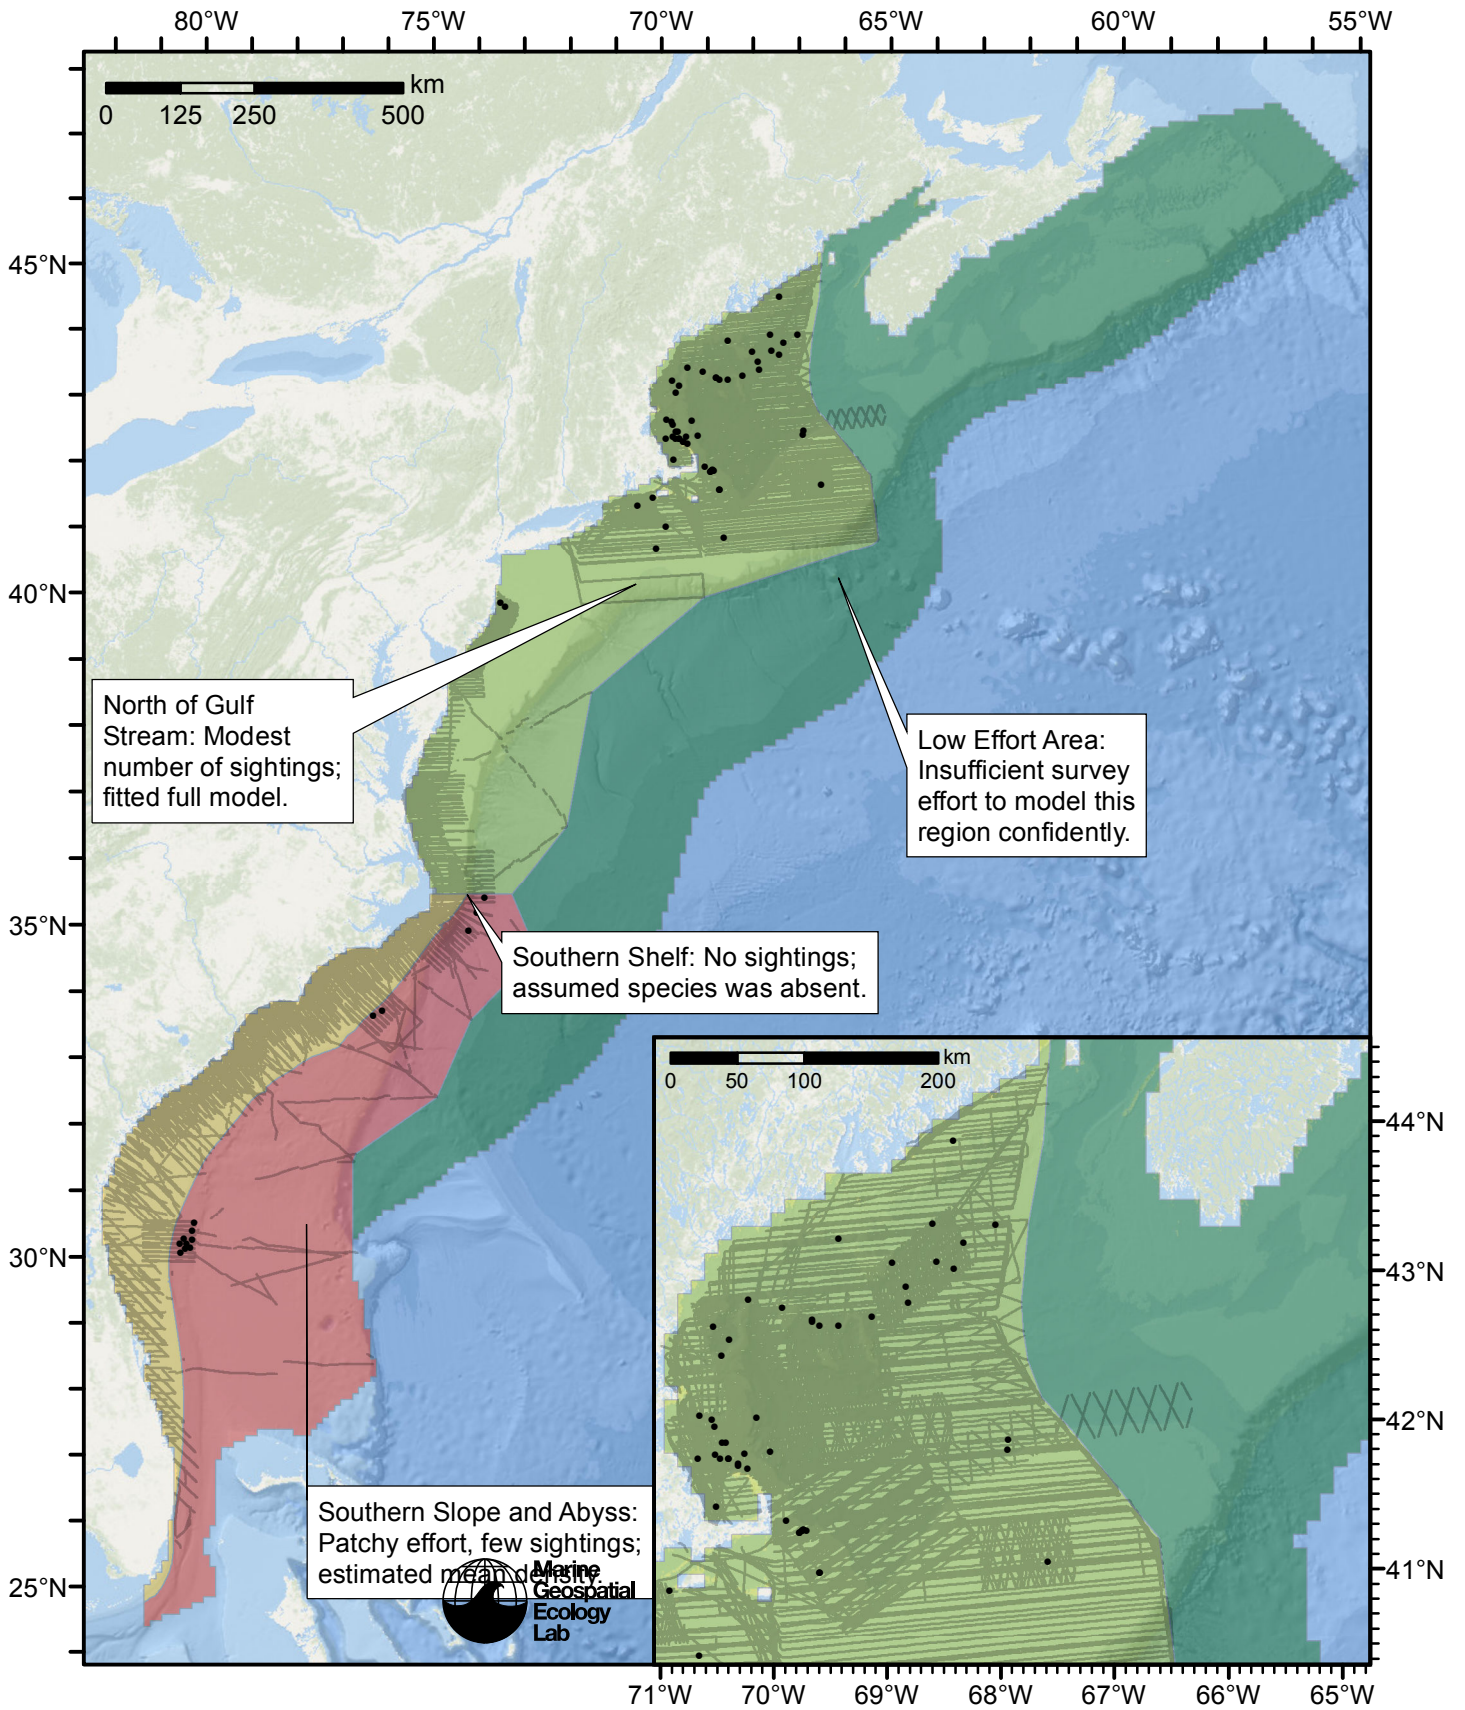 80°W 75°W 70°W 65°W 60°W 55°W
km
0 125 250 500
45°N
40°N
35°N
30°N
25°N
North of Gulf
Stream: Modest
number of sightings;
fitted full model.
Low Effort Area:
Insufficient survey
effort to model this
region confidently.
Southern Shelf: No sightings;
assumed species was absent.
Southern Slope and Abyss:
Patchy effort, few sightings;
estimated mean density.
Marine
Geospatial
Ecology
Lab
km
0 50 100 200
44°N
43°N
42°N
41°N
71°W 70°W 69°W 68°W 67°W 66°W 65°W